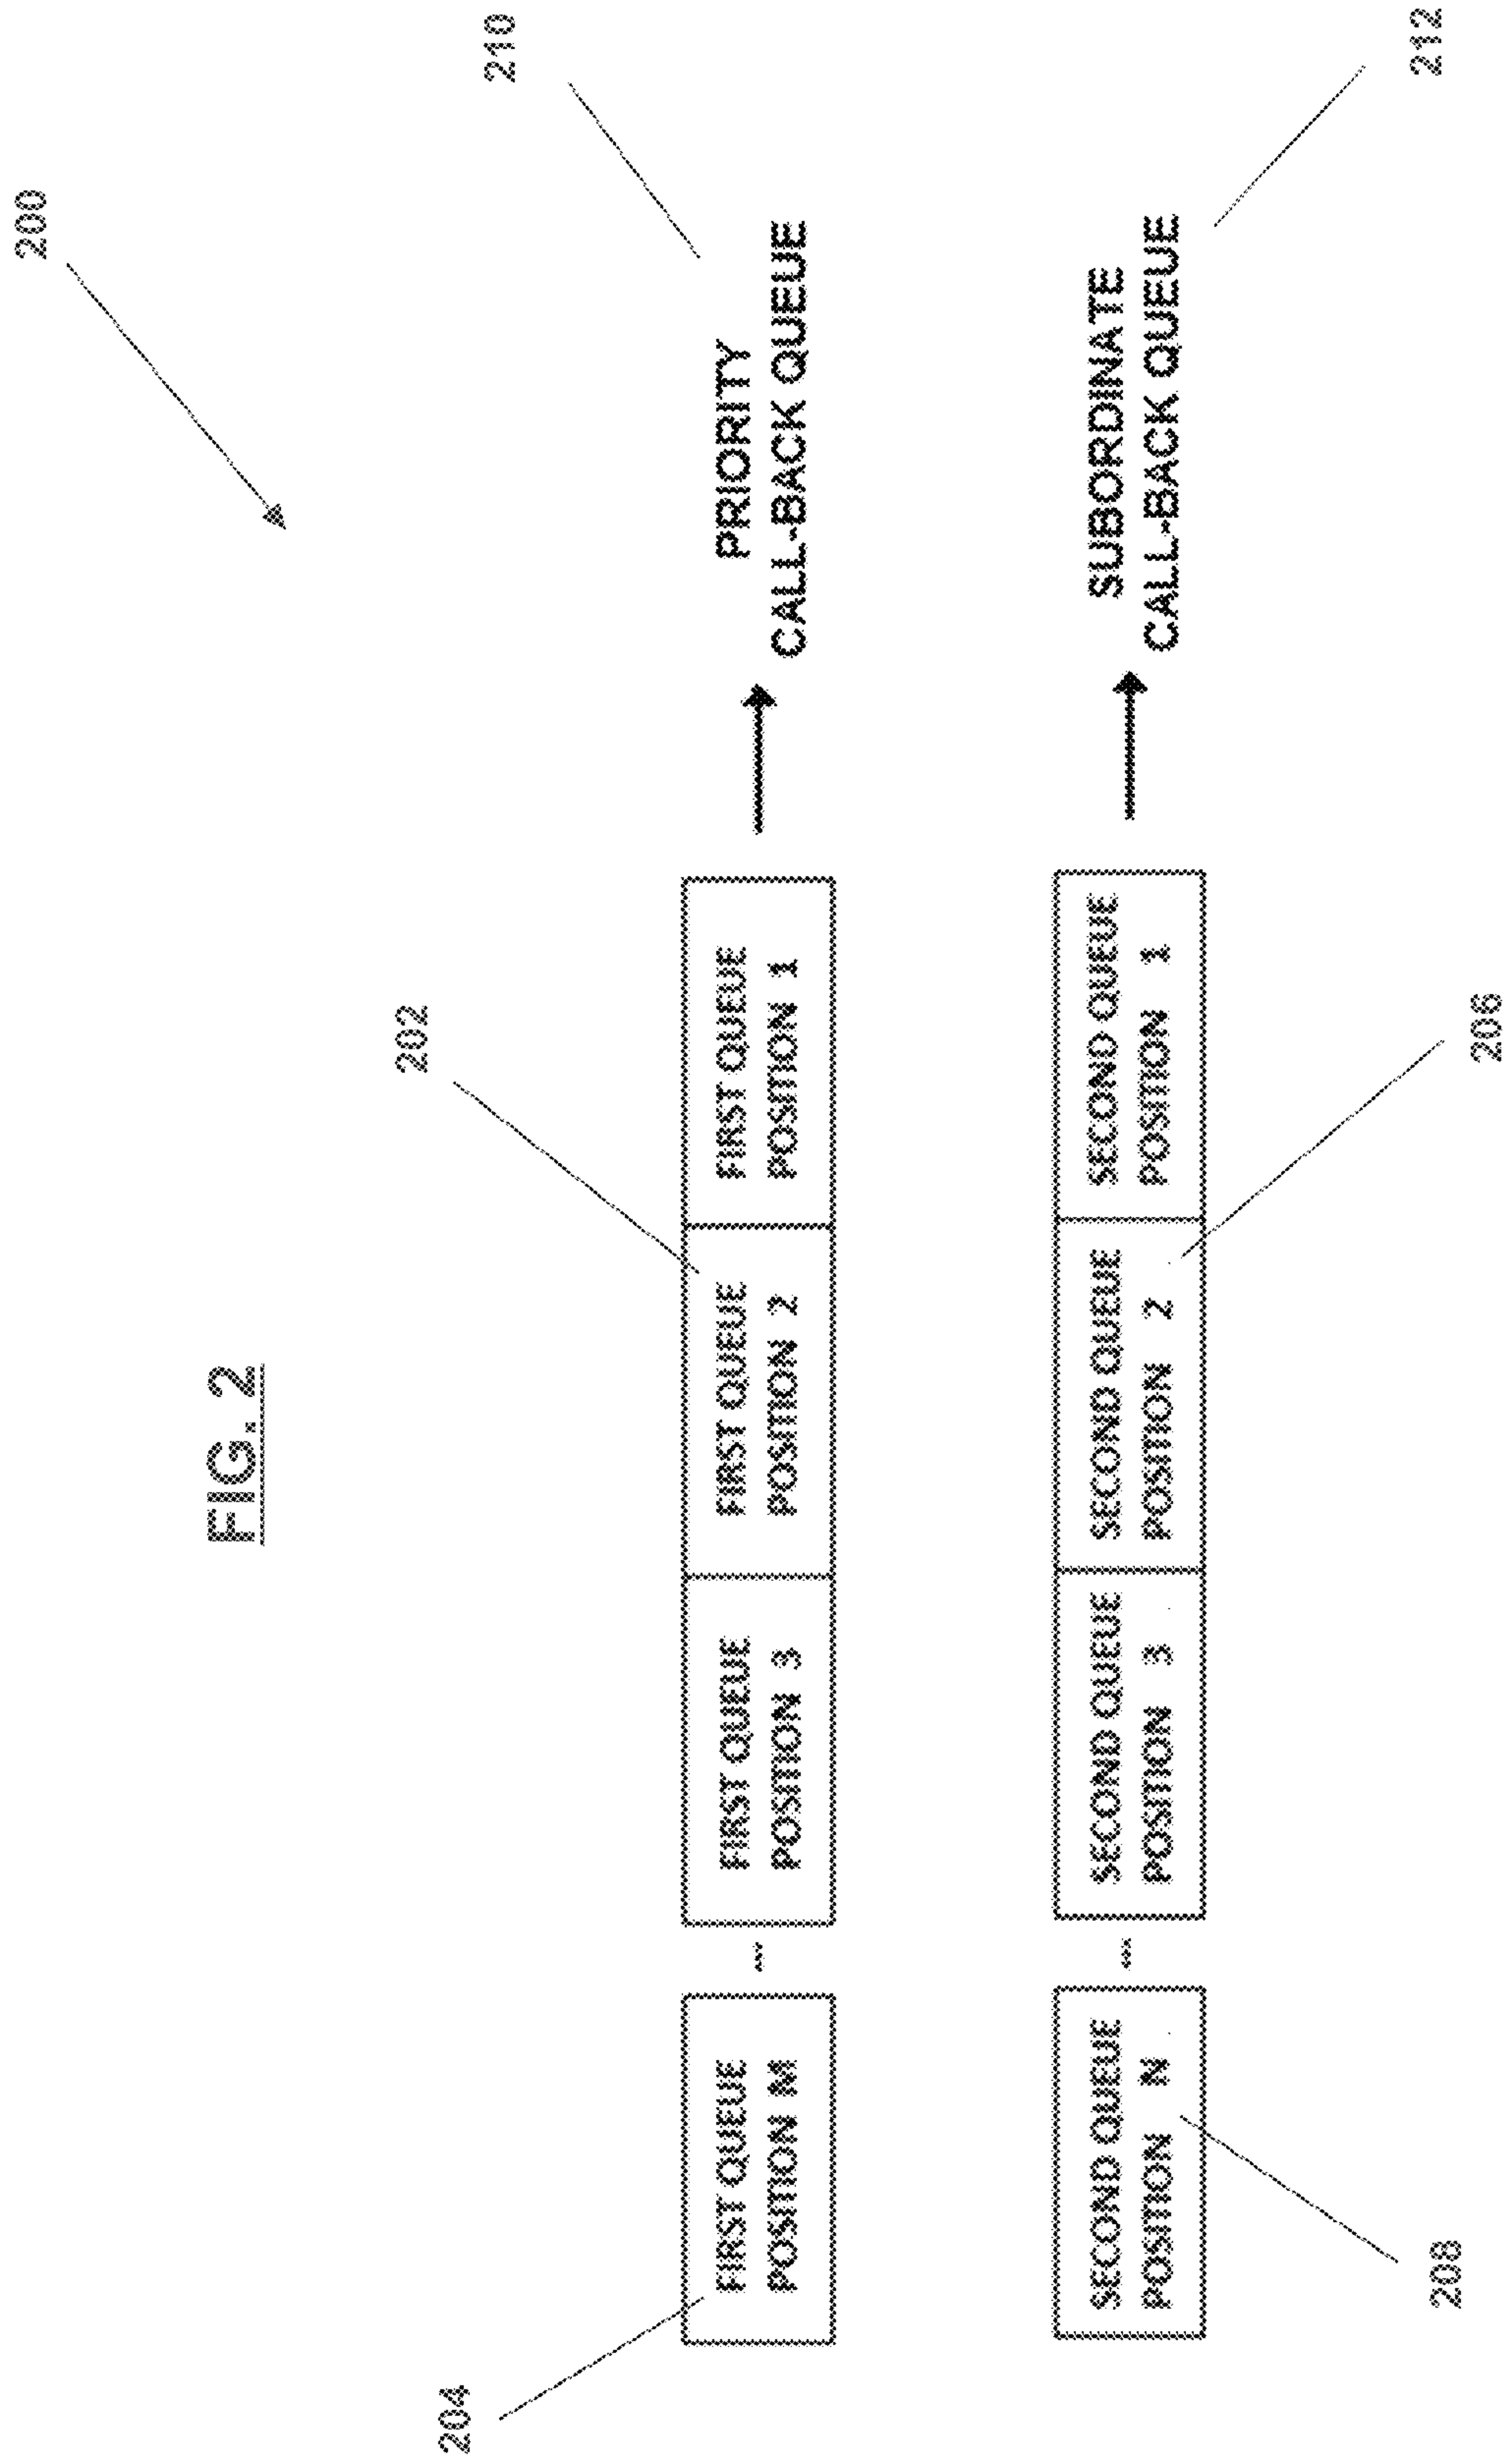 FIG. 2
200
202
204
210
FIRST QUEUE
POSITION M
---
FIRST QUEUE
POSITION 3
FIRST QUEUE
POSITION 2
FIRST QUEUE
POSITION 1
PRIORITY
CALL-BACK QUEUE
SECOND QUEUE
POSITION N
---
SECOND QUEUE
POSITION 3
SECOND QUEUE
POSITION 2
SECOND QUEUE
POSITION 1
SUBORDINATE
CALL-BACK QUEUE
208
206
212